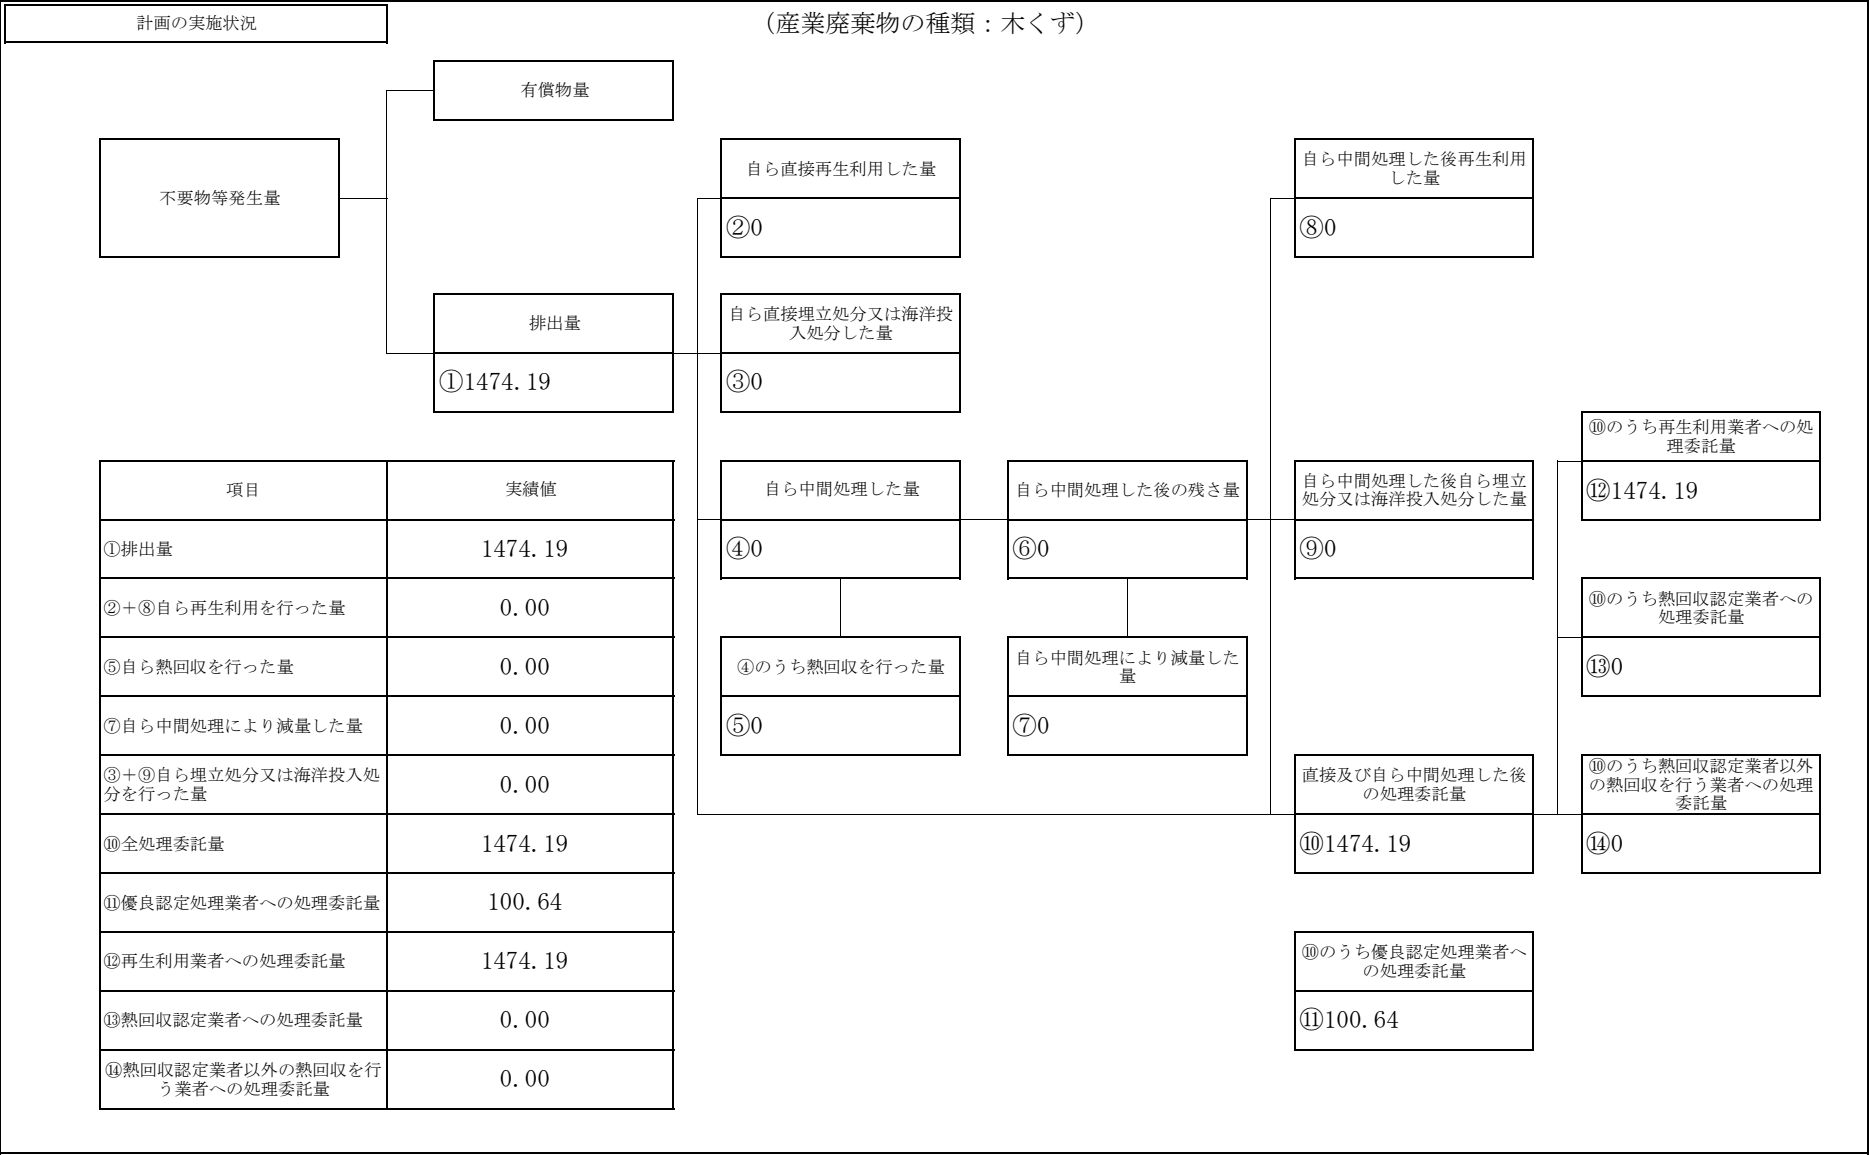 計画の実施状況
（産業廃棄物の種類：木くず）
有償物量
不要物等発生量
自ら直接再生利用した量
②0
自ら中間処理した後再生利用
した量
⑧0
排出量
①1474.19
自ら直接埋立処分又は海洋投
入処分した量
③0
項目 実績値
①排出量 1474.19
②＋⑧自ら再生利用を行った量 0.00
⑤自ら熱回収を行った量 0.00
⑦自ら中間処理により減量した量 0.00
③＋⑨自ら埋立処分又は海洋投入処
分を行った量 0.00
⑩全処理委託量 1474.19
⑪優良認定処理業者への処理委託量 100.64
⑫再生利用業者への処理委託量 1474.19
⑬熱回収認定業者への処理委託量 0.00
⑭熱回収認定業者以外の熱回収を行
う業者への処理委託量 0.00
自ら中間処理した量
④0
④のうち熱回収を行った量
⑤0
自ら中間処理した後の残さ量
⑥0
自ら中間処理により減量した
量
⑦0
自ら中間処理した後自ら埋立
処分又は海洋投入処分した量
⑨0
直接及び自ら中間処理した後
の処理委託量
⑩1474.19
⑩のうち優良認定処理業者へ
の処理委託量
⑪100.64
⑩のうち再生利用業者への処
理委託量
⑫1474.19
⑩のうち熱回収認定業者への
処理委託量
⑬0
⑩のうち熱回収認定業者以外
の熱回収を行う業者への処理
委託量
⑭0